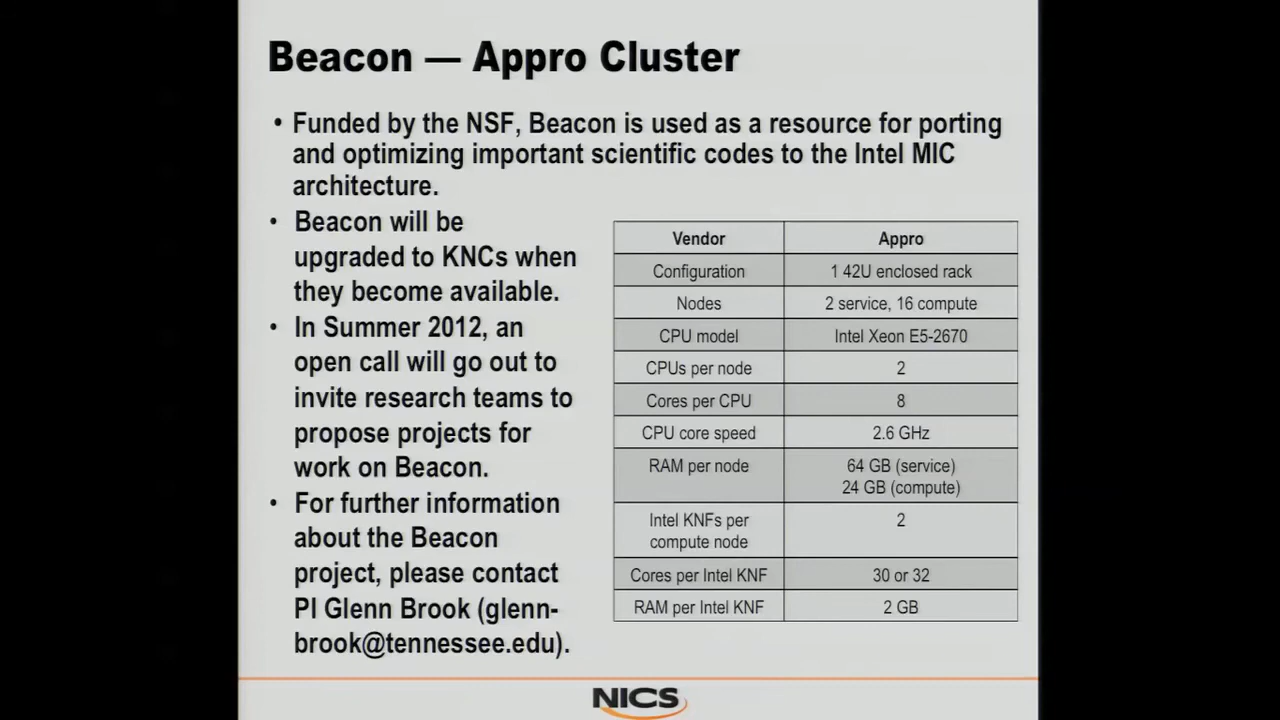 Beacon — Appro Cluster
• Funded by the NSF, Beacon is used as a resource for porting
and optimizing important scientific codes to the Intel MIC
architecture.
• Beacon will be
upgraded to KNCs when
they become available.
• In Summer 2012, an
open call will go out to
invite research teams to
propose projects for
work on Beacon.
• For further information
about the Beacon
project, please contact
PI Glenn Brook (glenn-
brook@tennessee.edu).
Vendor Appro
Configuration 1 42U enclosed rack
Nodes 2 service, 16 compute
CPU model Intel Xeon E5-2670
CPUs per node 2
Cores per CPU 8
CPU core speed 2.6 GHz
RAM per node 64 GB (service)
24 GB (compute)
Intel KNFs per 2
compute node
Cores per Intel KNF 30 or 32
RAM per Intel KNF 2 GB
NICS